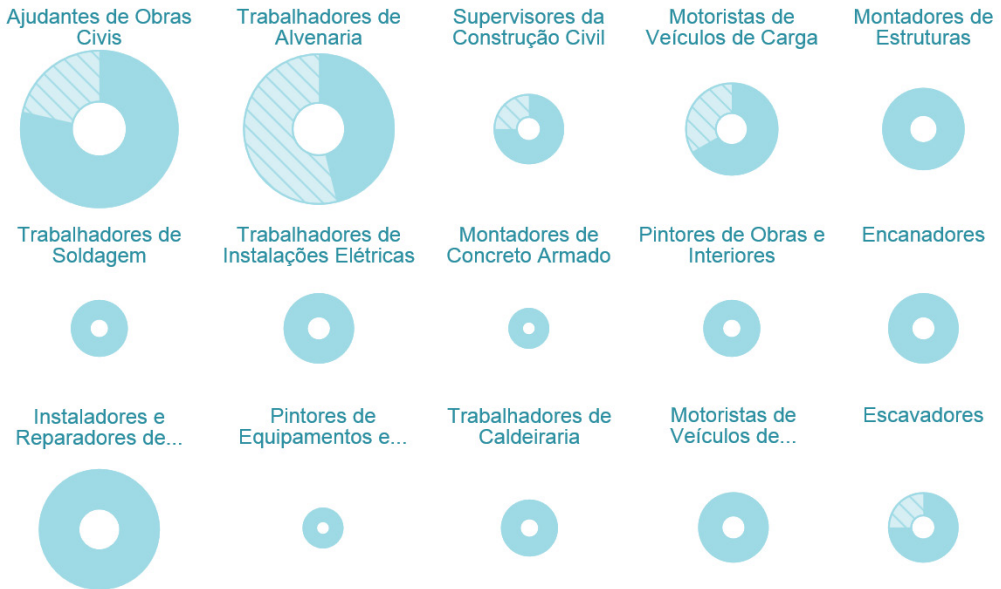 Ajudantes de Obras
Civis
Trabalhadores de
Alvenaria
Supervisores da
Construção Civil
Motoristas de
Veículos de Carga
Montadores de
Estruturas
Trabalhadores de
Soldagem
Trabalhadores de
Instalações Elétricas
Montadores de
Concreto Armado
Pintores de Obras e
Interiores
Encanadores
Instaladores e
Reparadores de...
Pintores de
Equipamentos e...
Trabalhadores de
Caldeiraria
Motoristas de
Veículos de...
Escavadores